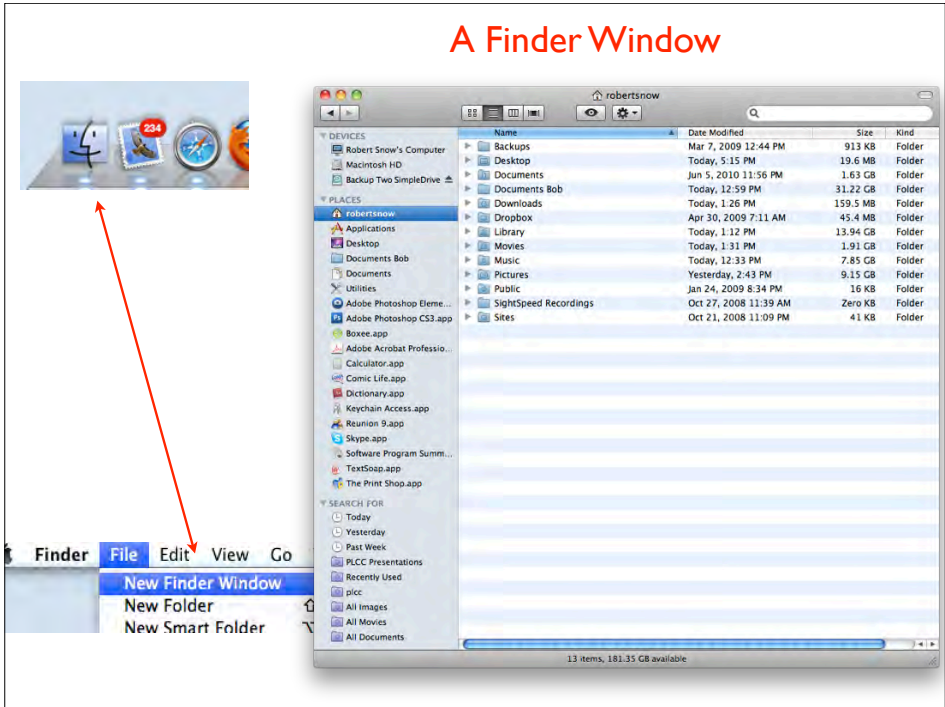 A Finder Window
234
robertsnow
Name Date Modified Size Kind
DEVICES
Robert Snow's Computer
Macintosh HD
Backup Two SimpleDrive
PLACES
robertsnow
Applications
Desktop
Documents Bob
Documents
Utilities
Adobe Photoshop Eleme...
Adobe Photoshop CS3.app
Boxee.app
Adobe Acrobat Professio...
Calculator.app
Comic Life.app
Dictionary.app
Keychain Access.app
Reunion 9.app
Skype.app
Software Program Summ...
TextSoap.app
The Print Shop.app
SEARCH FOR
Today
Yesterday
Past Week
PLCC Presentations
Recently Used
plcc
All Images
All Movies
All Documents
Backups Mar 7, 2009 12:44 PM 913 KB Folder
Desktop Today, 5:15 PM 19.6 MB Folder
Documents Jun 5, 2010 11:56 PM 1.63 GB Folder
Documents Bob Today, 12:59 PM 31.22 GB Folder
Downloads Today, 1:26 PM 159.5 MB Folder
Dropbox Apr 30, 2009 7:11 AM 45.4 MB Folder
Library Today, 1:12 PM 13.94 GB Folder
Movies Today, 1:31 PM 1.91 GB Folder
Music Today, 12:33 PM 7.85 GB Folder
Pictures Yesterday, 2:43 PM 9.15 GB Folder
Public Jan 24, 2009 8:34 PM 16 KB Folder
SightSpeed Recordings Oct 27, 2008 11:39 AM Zero KB Folder
Sites Oct 21, 2008 11:09 PM 41 KB Folder
13 items, 181.35 GB available
Finder File Edit View Go
New Finder Window
New Folder
New Smart Folder